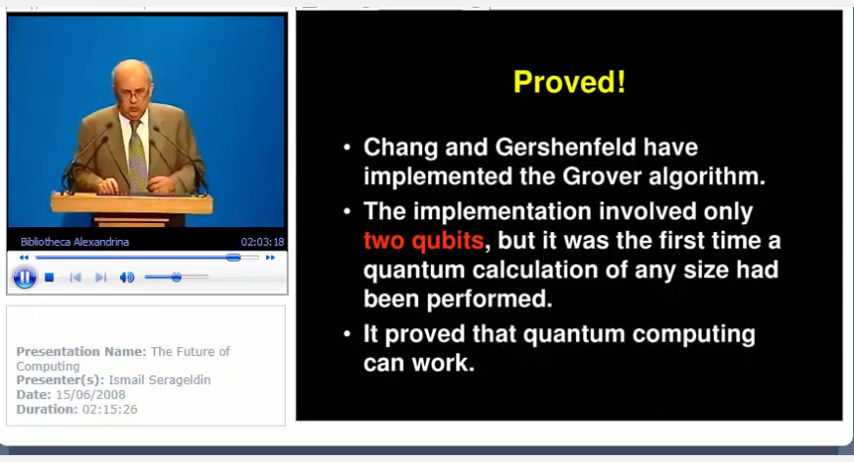 Bibliotheca Alexandrina 02:03:18
Presentation Name: The Future of
Computing
Presenter(s): Ismail Serageldin
Date: 15/06/2008
Duration: 02:15:26
Proved!
• Chang and Gershenfeld have
implemented the Grover algorithm.
• The implementation involved only
two qubits, but it was the first time a
quantum calculation of any size had
been performed.
• It proved that quantum computing
can work.